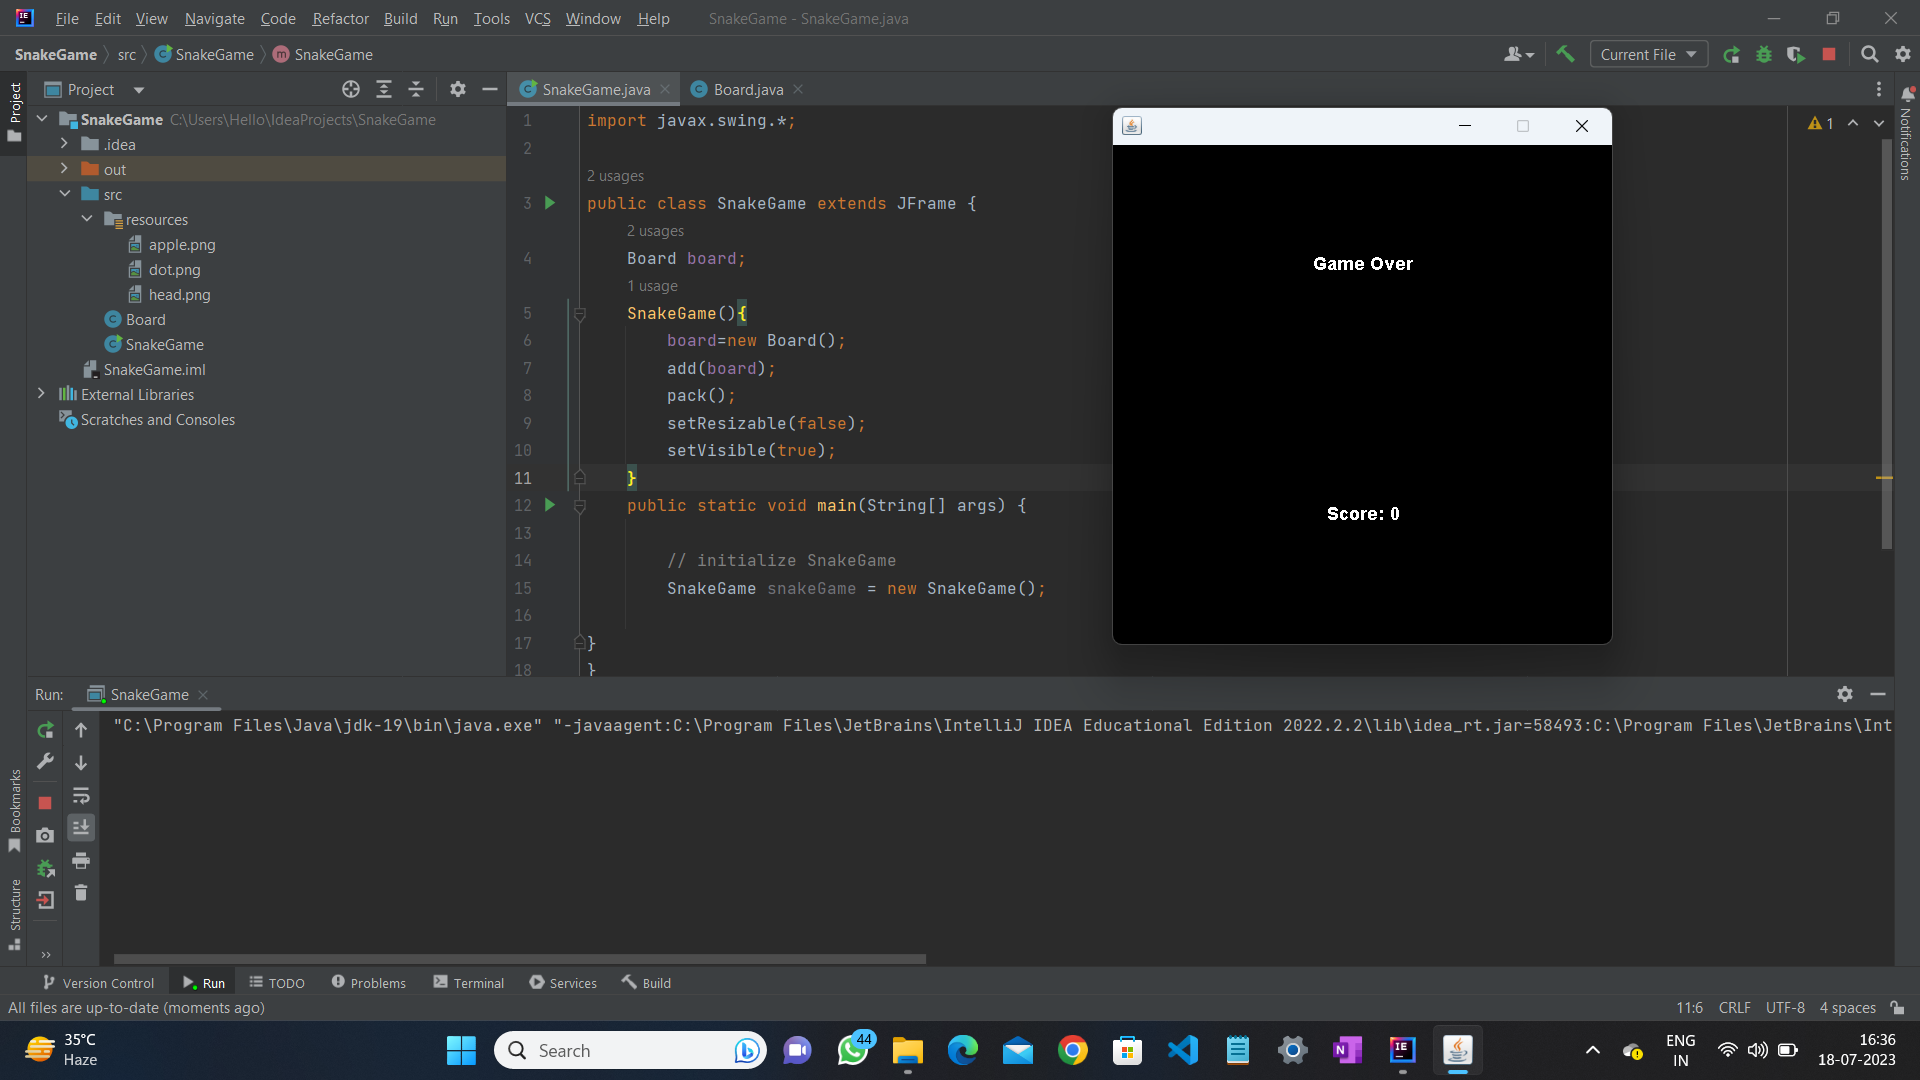 File Edit View Navigate Code Refactor Build Run Tools VCS Window Help SnakeGame - SnakeGame.java
SnakeGame src SnakeGame m SnakeGame Current File
Project
Project SnakeGame.java Board.java
SnakeGame C:\Users\Hello\IdeaProjects\SnakeGame
.idea
out
src
resources
apple.png
dot.png
head.png
Board
SnakeGame
SnakeGame.iml
External Libraries
Scratches and Consoles
1 import javax.swing.*;
2
2 usages
3 public class SnakeGame extends JFrame {
2 usages
4 Board board;
1 usage
5 SnakeGame(){
6 board=new Board();
7 add(board);
8 pack();
9 setResizable(false);
10 setVisible(true);
11 }
12 public static void main(String[] args) {
13
14 // initialize SnakeGame
15 SnakeGame snakeGame = new SnakeGame();
16
17 }
18 }
1
Notifications
Game Over
Score: 0
Run: SnakeGame
"C:\Program Files\Java\jdk-19\bin\java.exe" "-javaagent:C:\Program Files\JetBrains\IntelliJ IDEA Educational Edition 2022.2.2\lib\idea_rt.jar=58493:C:\Program Files\JetBrains\Int
Bookmarks
Structure
Version Control Run TODO Problems Terminal Services Build
All files are up-to-date (moments ago) 11:6 CRLF UTF-8 4 spaces
35°C
Haze
Search
44
ENG
IN
16:36
18-07-2023